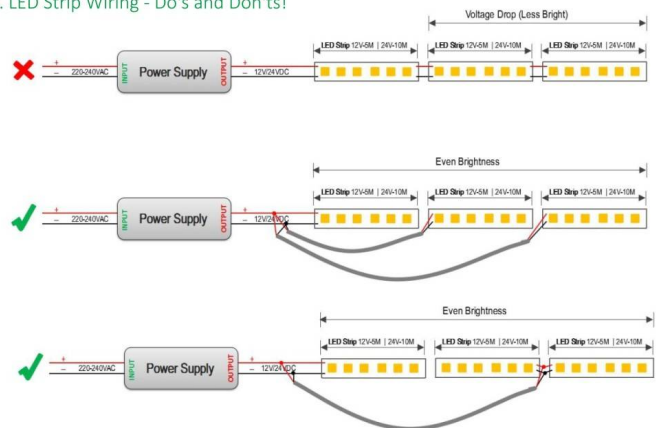 . LED Strip Wiring - Do's and Don'ts!
Voltage Drop (Less Bright)
LED Strip 12V-5M | 24V-10M LED Strip 12V-5M | 24V-10M LED Strip 12V-5M | 24V-10M
+ +
– 220-240VAC INPUT Power Supply OUTPUT – 12V/24VDC
Even Brightness
LED Strip 12V-5M | 24V-10M LED Strip 12V-5M | 24V-10M LED Strip 12V-5M | 24V-10M
+ +
– 220-240VAC INPUT Power Supply OUTPUT – 12V/24VDC
Even Brightness
LED Strip 12V-5M | 24V-10M LED Strip 12V-5M | 24V-10M LED Strip 12V-5M | 24V-10M
+ +
– 220-240VAC INPUT Power Supply OUTPUT – 12V/24VDC